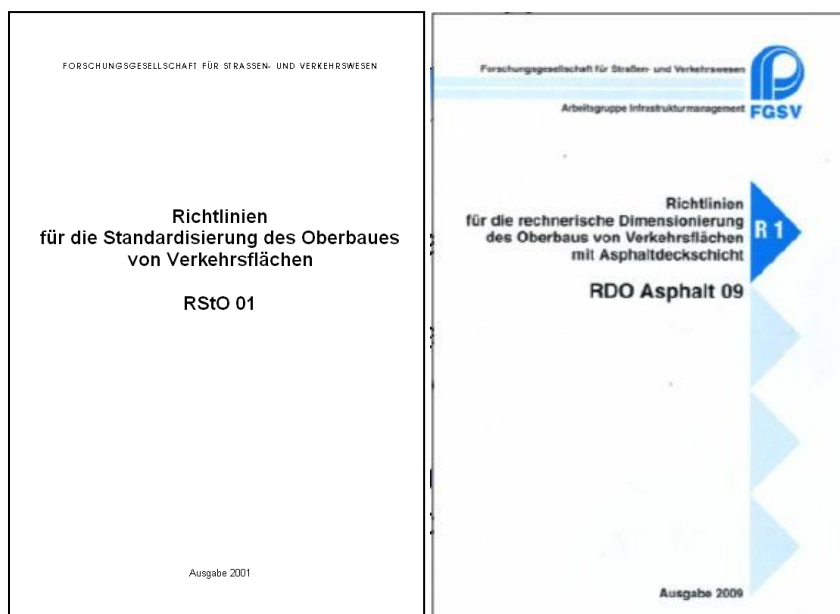 FORSCHUNGSGESELLSCHAFT FÜR STRASSEN- UND VERKEHRSWESEN
Richtlinien
für die Standardisierung des Oberbaues
von Verkehrsflächen
RStO 01
Ausgabe 2001
Forschungsgesellschaft für Straßen- und Verkehrswesen
Arbeitsgruppe Infrastrukturmanagement
FGSV
Richtlinien
für die rechnerische Dimensionierung
des Oberbaus von Verkehrsflächen
mit Asphaltdeckschicht
R 1
RDO Asphalt 09
Ausgabe 2009